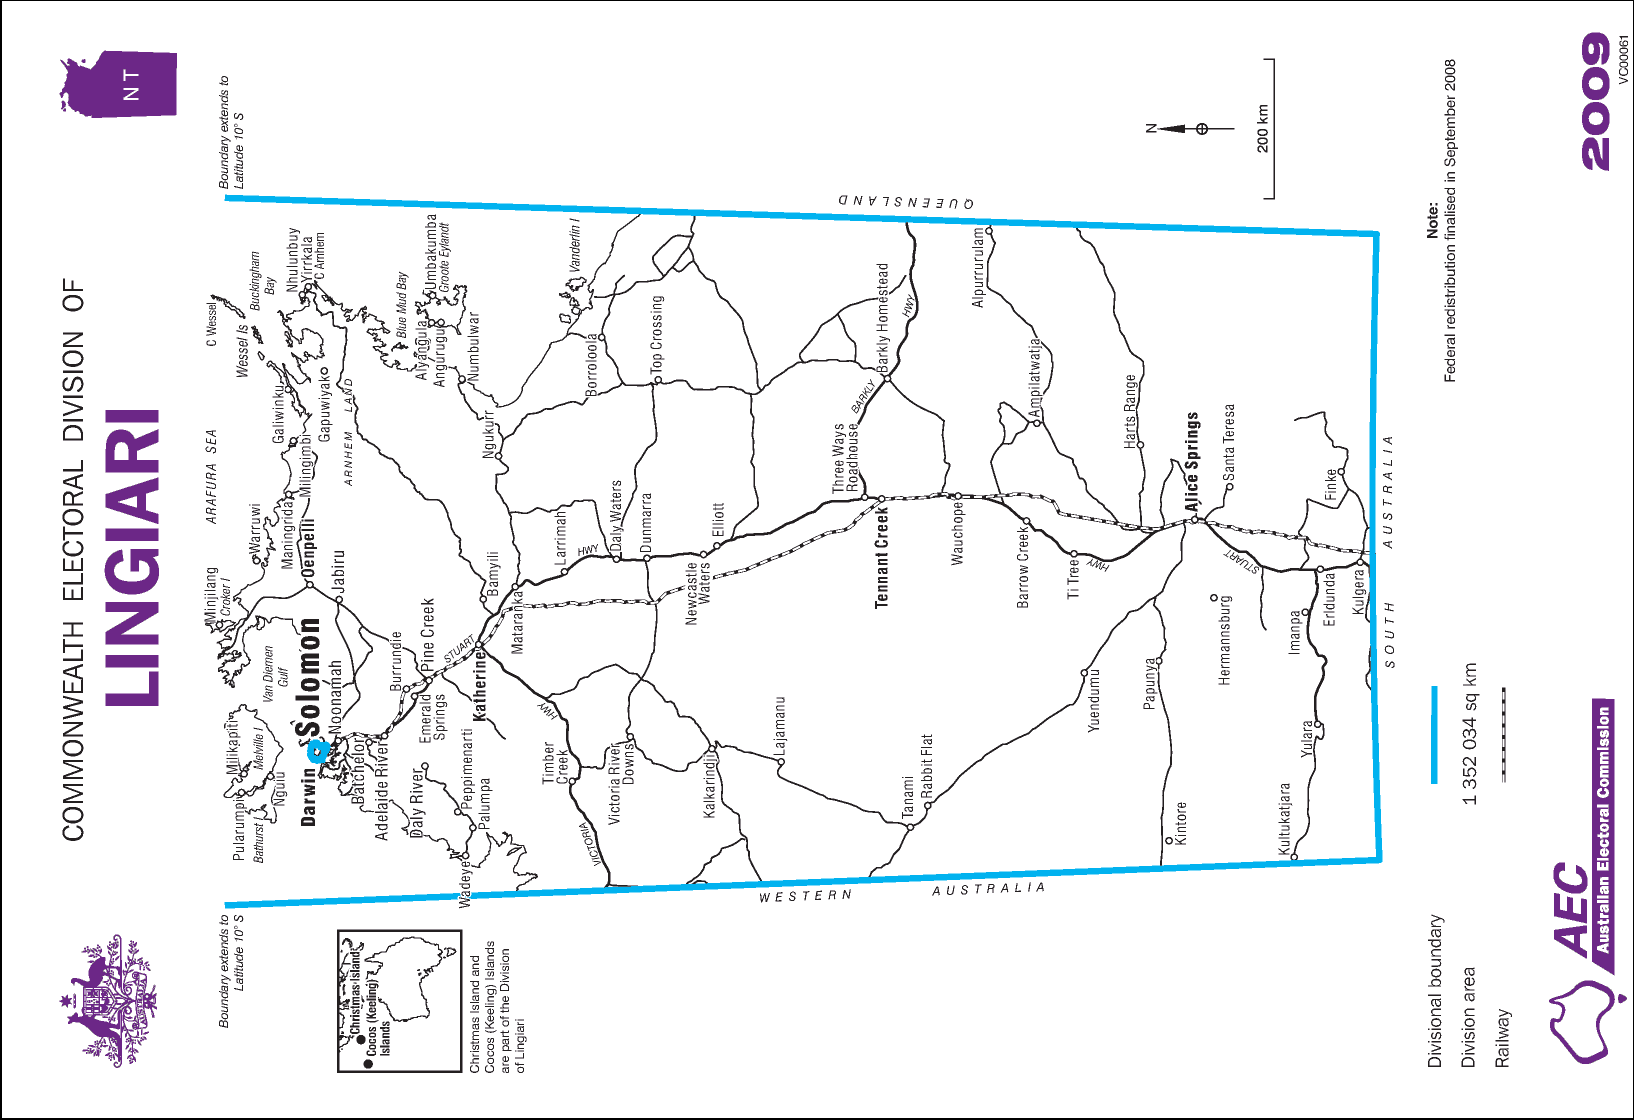 COMMONWEALTH ELECTORAL DIVISION OF
LINGIARI
NT
Boundary extends to
Latitude 10° S
Boundary extends to
Latitude 10° S
ARAFURA SEA
C Wessel
Wessel Is
Buckingham
Bay
Nhulunbuy
Yirrkala
C Arnhem
Minjilang
Croker I
Warruwi
Galiwinku
Gapuwiyak
Milingimbi
Maningrida
Oenpelli
Jabiru
ARNHEM LAND
Blue Mud Bay
Umbakumba
Groote Eylandt
Alyangula
Angurugu
Numbulwar
Ngukurr
Van Diemen
Gulf
Milikapiti
Melville I
Pularumpi
Bathurst I
Nguiu
Darwin
Solomon
Noonamah
Batchelor
Adelaide River
Burrundie
Pine Creek
Emerald
Springs
Daly River
Peppimenarti
Palumpa
Wadeye
STUART
Katherine
Bamyili
Mataranka
Larrimah
HWY
Daly Waters
Dunmarra
Elliott
Newcastle
Waters
Borroloola
Vanderlin I
Top Crossing
HWY
Timber
Creek
VICTORIA
Victoria River
Downs
Kalkarindji
Lajamanu
Tanami
Rabbit Flat
Three Ways
Roadhouse
BARKLY
HWY
Barkly Homestead
Tennant Creek
Wauchope
Barrow Creek
Ti Tree
HWY
Alpurrurulam
Ampilatwatja
Harts Range
Alice Springs
Santa Teresa
Yuendumu
Papunya
Hermannsburg
Kintore
STUART
Finke
Imanpa
Erldunda
Kulgera
Yulara
Kultukatjara
QUEENSLAND
WESTERN AUSTRALIA
SOUTH AUSTRALIA
N
200 km
Christmas Island
Cocos (Keeling)
Islands
Christmas Island and
Cocos (Keeling) Islands
are part of the Division
of Lingiari
Divisional boundary
Division area
1 352 034 sq km
Railway
Note:
Federal redistribution finalised in September 2008
AEC
Australian Electoral Commission
2009
VC00061